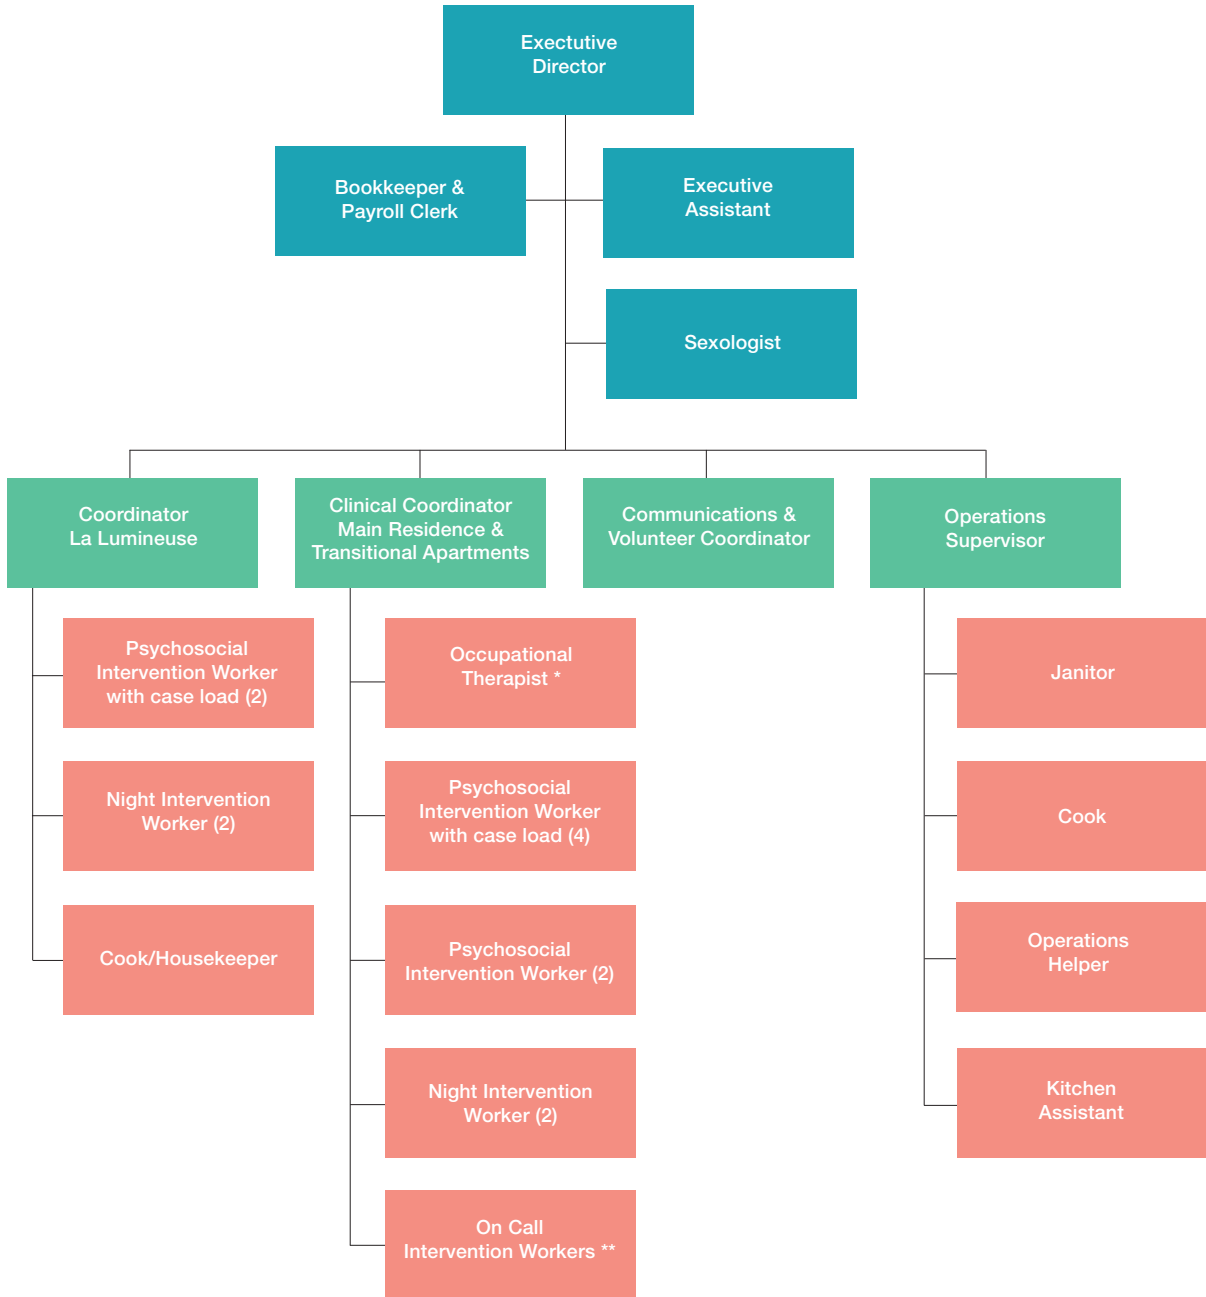 Exectutive
Director
Bookkeeper &
Payroll Clerk
Executive
Assistant
Sexologist
Coordinator
La Lumineuse
Clinical Coordinator
Main Residence &
Transitional Apartments
Communications &
Volunteer Coordinator
Operations
Supervisor
Psychosocial
Intervention Worker
with case load (2)
Night Intervention
Worker (2)
Cook/Housekeeper
Occupational
Therapist *
Psychosocial
Intervention Worker
with case load (4)
Psychosocial
Intervention Worker (2)
Night Intervention
Worker (2)
On Call
Intervention Workers **
Janitor
Cook
Operations
Helper
Kitchen
Assistant